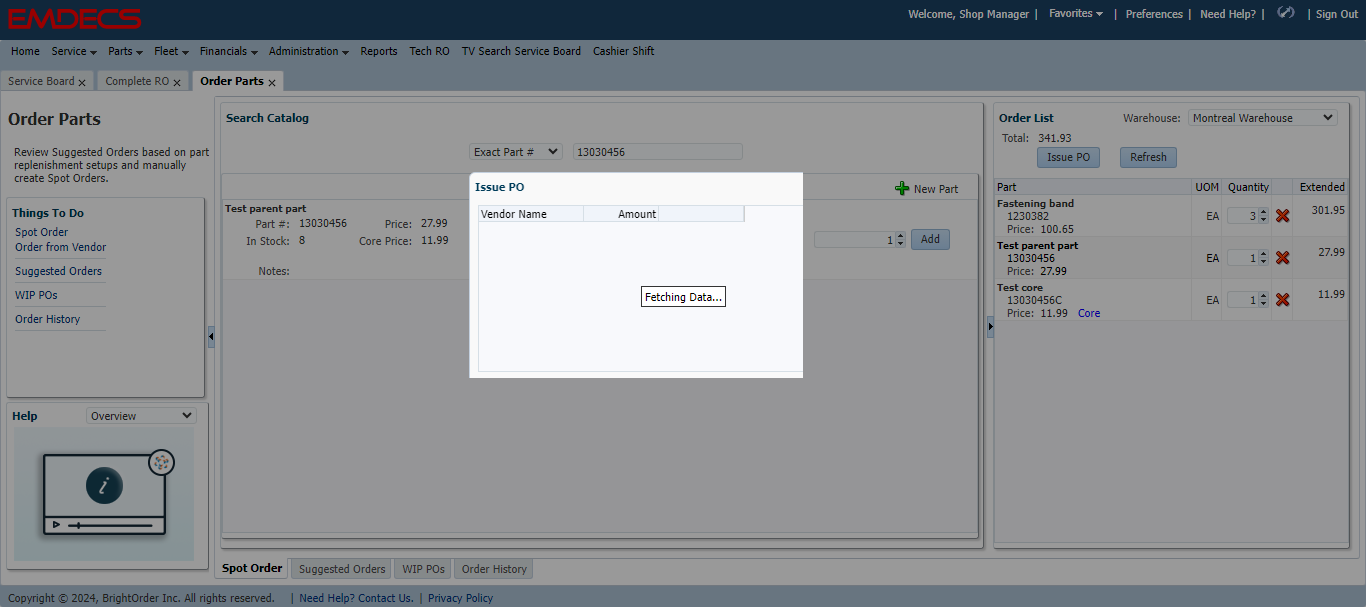 EMDECS
Welcome, Shop Manager | Favorites | Preferences | Need Help? | | Sign Out
Home Service Parts Fleet Financials Administration Reports Tech RO TV Search Service Board Cashier Shift
Service Board x Complete RO x Order Parts x
Order Parts
Review Suggested Orders based on part
replenishment setups and manually
create Spot Orders.
Things To Do
Spot Order
Order from Vendor
Suggested Orders
WIP POs
Order History
Help Overview
i
Search Catalog
Exact Part # 13030456
New Part
Test parent part
Part #: 13030456 Price: 27.99
In Stock: 8 Core Price: 11.99
1 Add
Notes:
Issue PO
Vendor Name Amount
Fetching Data...
Order List Warehouse: Montreal Warehouse
Total: 341.93
Issue PO Refresh
Part UOM Quantity Extended
Fastening band
1230382 EA 3 301.95
Price: 100.65
Test parent part
13030456 EA 1 27.99
Price: 27.99
Test core
13030456C EA 1 11.99
Price: 11.99 Core
Spot Order Suggested Orders WIP POs Order History
Copyright © 2024, BrightOrder Inc. All rights reserved. | Need Help? Contact Us. | Privacy Policy